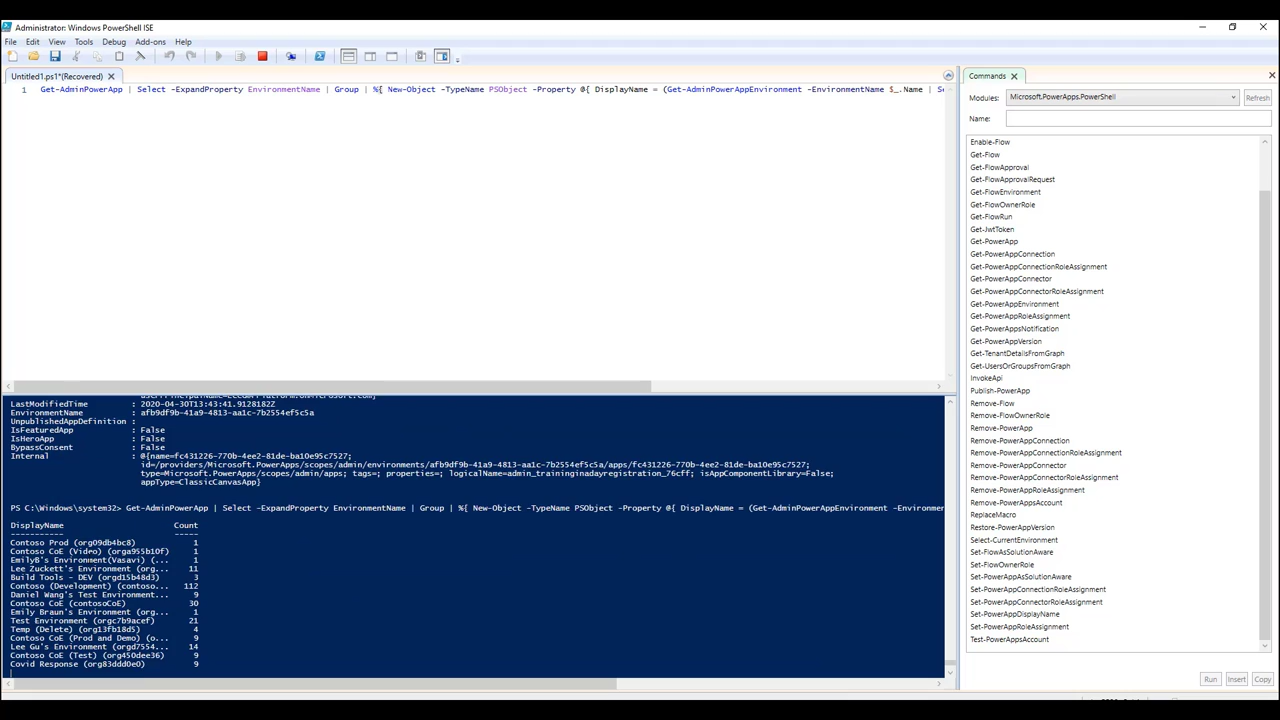 Administrator: Windows PowerShell ISE
File Edit View Tools Debug Add-ons Help
Untitled1.ps1*(Recovered)
1 Get-AdminPowerApp | Select -ExpandProperty EnvironmentName | Group | %{ New-Object -TypeName PSObject -Property @{ DisplayName = (Get-AdminPowerAppEnvironment -EnvironmentName $_.Name | Se
LastModifiedTime : 2020-04-30T13:43:41.9128182Z
EnvironmentName : afb9df9b-41a9-4813-aa1c-7b2554ef5c5a
UnpublishedAppDefinition :
IsFeaturedApp : False
IsHeroApp : False
BypassConsent : False
Internal : @{name=fc431226-770b-4ee2-81de-ba10e95c7527;
id=/providers/Microsoft.PowerApps/scopes/admin/environments/afb9df9b-41a9-4813-aa1c-7b2554ef5c5a/apps/fc431226-770b-4ee2-81de-ba10e95c7527;
type=Microsoft.PowerApps/scopes/admin/apps; tags=; properties=; logicalName=admin_traininginadayregistration_76cff; isAppComponentLibrary=False;
appType=ClassicCanvasApp}
PS C:\Windows\system32> Get-AdminPowerApp | Select -ExpandProperty EnvironmentName | Group | %{ New-Object -TypeName PSObject -Property @{ DisplayName = (Get-AdminPowerAppEnvironment -Environmen
DisplayName Count
----------- -----
Contoso Prod (org09db4bc8) 1
Contoso CoE (Video) (orga955b10f) 1
EmilyB's Environment(Vasavi) (... 1
Lee Zuckett's Environment (org... 11
Build Tools - DEV (orgd15b48d3) 3
Contoso (Development) (contoso... 112
Daniel Wang's Test Environment... 9
Contoso CoE (contosoCoE) 30
Emily Braun's Environment (org... 1
Test Environment (orgc7b9acef) 21
Temp (Delete) (org13fb18d5) 4
Contoso CoE (Prod and Demo) (o... 9
Lee Gu's Environment (orgd7554... 14
Contoso CoE (Test) (org450dee36) 9
Covid Response (org83ddd0e0) 9
Commands
Modules: Microsoft.PowerApps.PowerShell Refresh
Name:
Enable-Flow
Get-Flow
Get-FlowApproval
Get-FlowApprovalRequest
Get-FlowEnvironment
Get-FlowOwnerRole
Get-FlowRun
Get-JwtToken
Get-PowerApp
Get-PowerAppConnection
Get-PowerAppConnectionRoleAssignment
Get-PowerAppConnector
Get-PowerAppConnectorRoleAssignment
Get-PowerAppEnvironment
Get-PowerAppRoleAssignment
Get-PowerAppsNotification
Get-PowerAppVersion
Get-TenantDetailsFromGraph
Get-UsersOrGroupsFromGraph
InvokeApi
Publish-PowerApp
Remove-Flow
Remove-FlowOwnerRole
Remove-PowerApp
Remove-PowerAppConnection
Remove-PowerAppConnectionRoleAssignment
Remove-PowerAppConnector
Remove-PowerAppConnectorRoleAssignment
Remove-PowerAppRoleAssignment
Remove-PowerAppsAccount
ReplaceMacro
Restore-PowerAppVersion
Select-CurrentEnvironment
Set-FlowAsSolutionAware
Set-FlowOwnerRole
Set-PowerAppAsSolutionAware
Set-PowerAppConnectionRoleAssignment
Set-PowerAppConnectorRoleAssignment
Set-PowerAppDisplayName
Set-PowerAppRoleAssignment
Test-PowerAppsAccount
Run Insert Copy